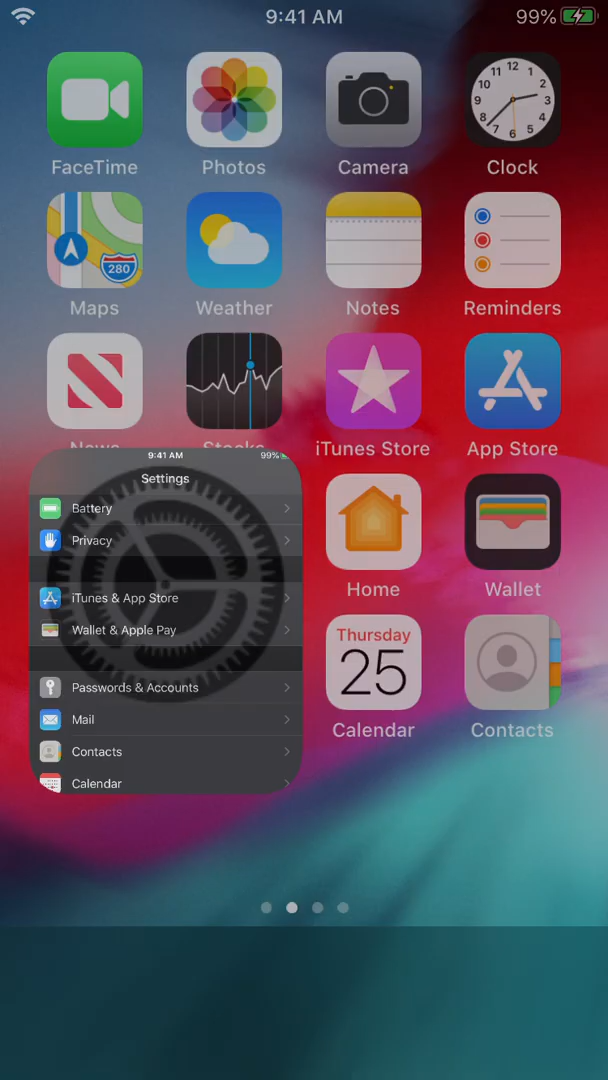 9:41 AM 99%
FaceTime Photos Camera Clock
12 1 2 3 4 5 6 7 8 9 10 11
280
Maps Weather Notes Reminders
News Stocks iTunes Store App Store
9:41 AM 99%
Settings
Battery
Privacy
iTunes & App Store
Wallet & Apple Pay
Passwords & Accounts
Mail
Contacts
Calendar
Home Wallet
Thursday
25
Calendar Contacts